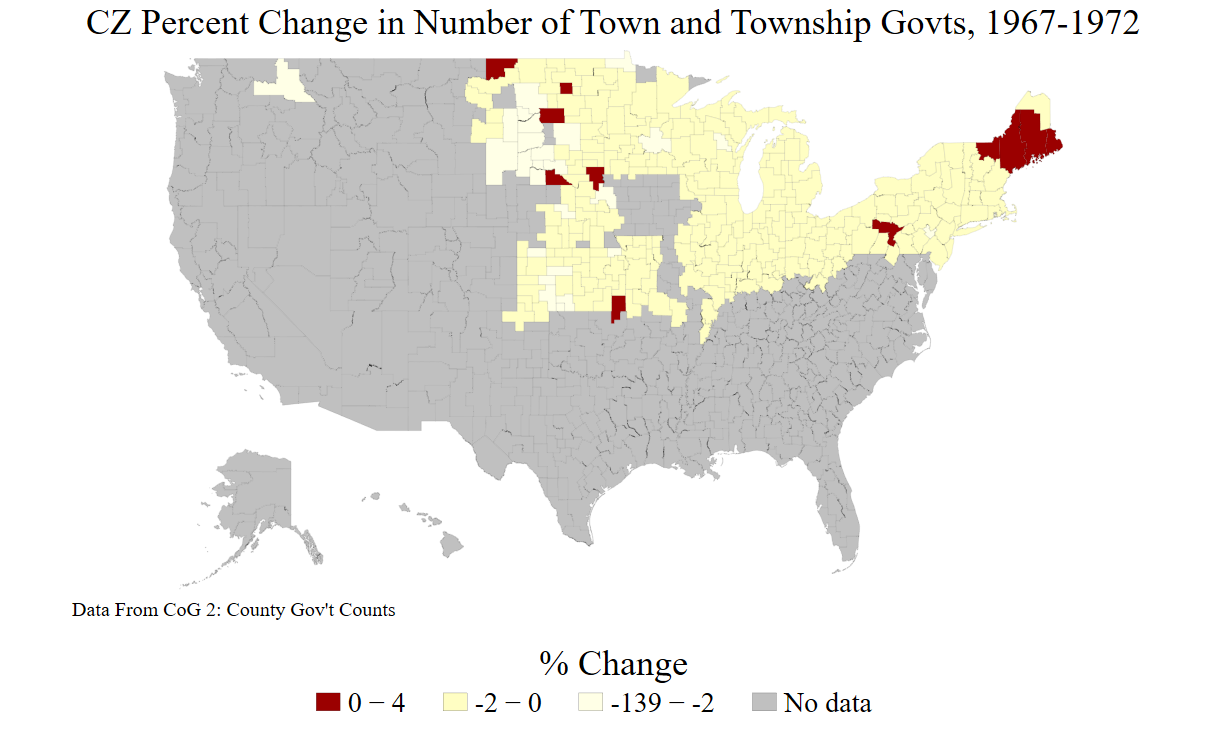 CZ Percent Change in Number of Town and Township Govts, 1967-1972
Data From CoG 2: County Gov't Counts
% Change
0 − 4
-2 − 0
-139 − -2
No data